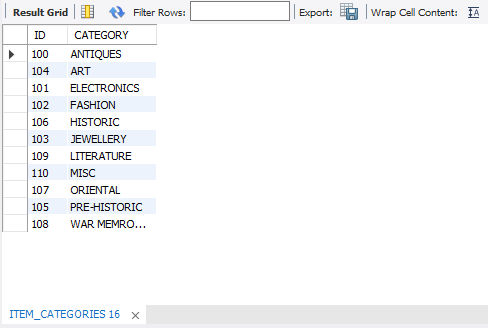 Result Grid Filter Rows: Export: Wrap Cell Content: A
ID CATEGORY
100 ANTIQUES
104 ART
101 ELECTRONICS
102 FASHION
106 HISTORIC
103 JEWELLERY
109 LITERATURE
110 MISC
107 ORIENTAL
105 PRE-HISTORIC
108 WAR MEMRO...
ITEM_CATEGORIES 16